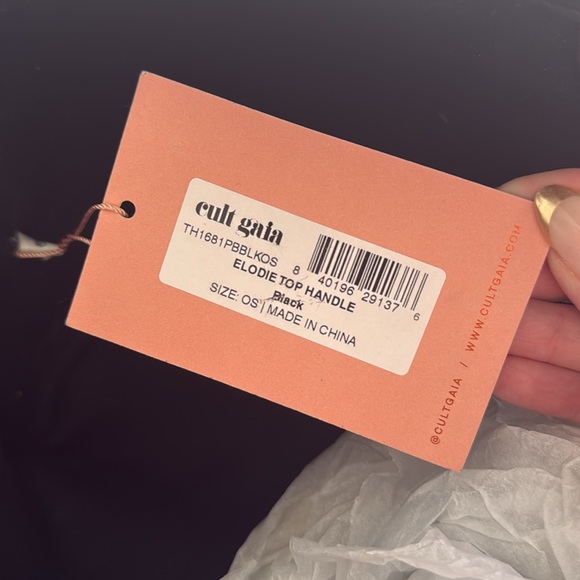 cult gaia
TH1681PBBLKOS
8 40196 29137 6
ELODIE TOP HANDLE
Black
SIZE: OS | MADE IN CHINA
@CULTGAIA / WWW.CULTGAIA.COM